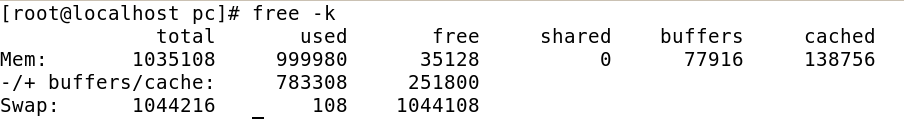 [root@localhost pc]# free -k
             total       used       free     shared    buffers     cached
Mem:       1035108     999980      35128          0      77916     138756
-/+ buffers/cache:     783308     251800
Swap:      1044216        108    1044108